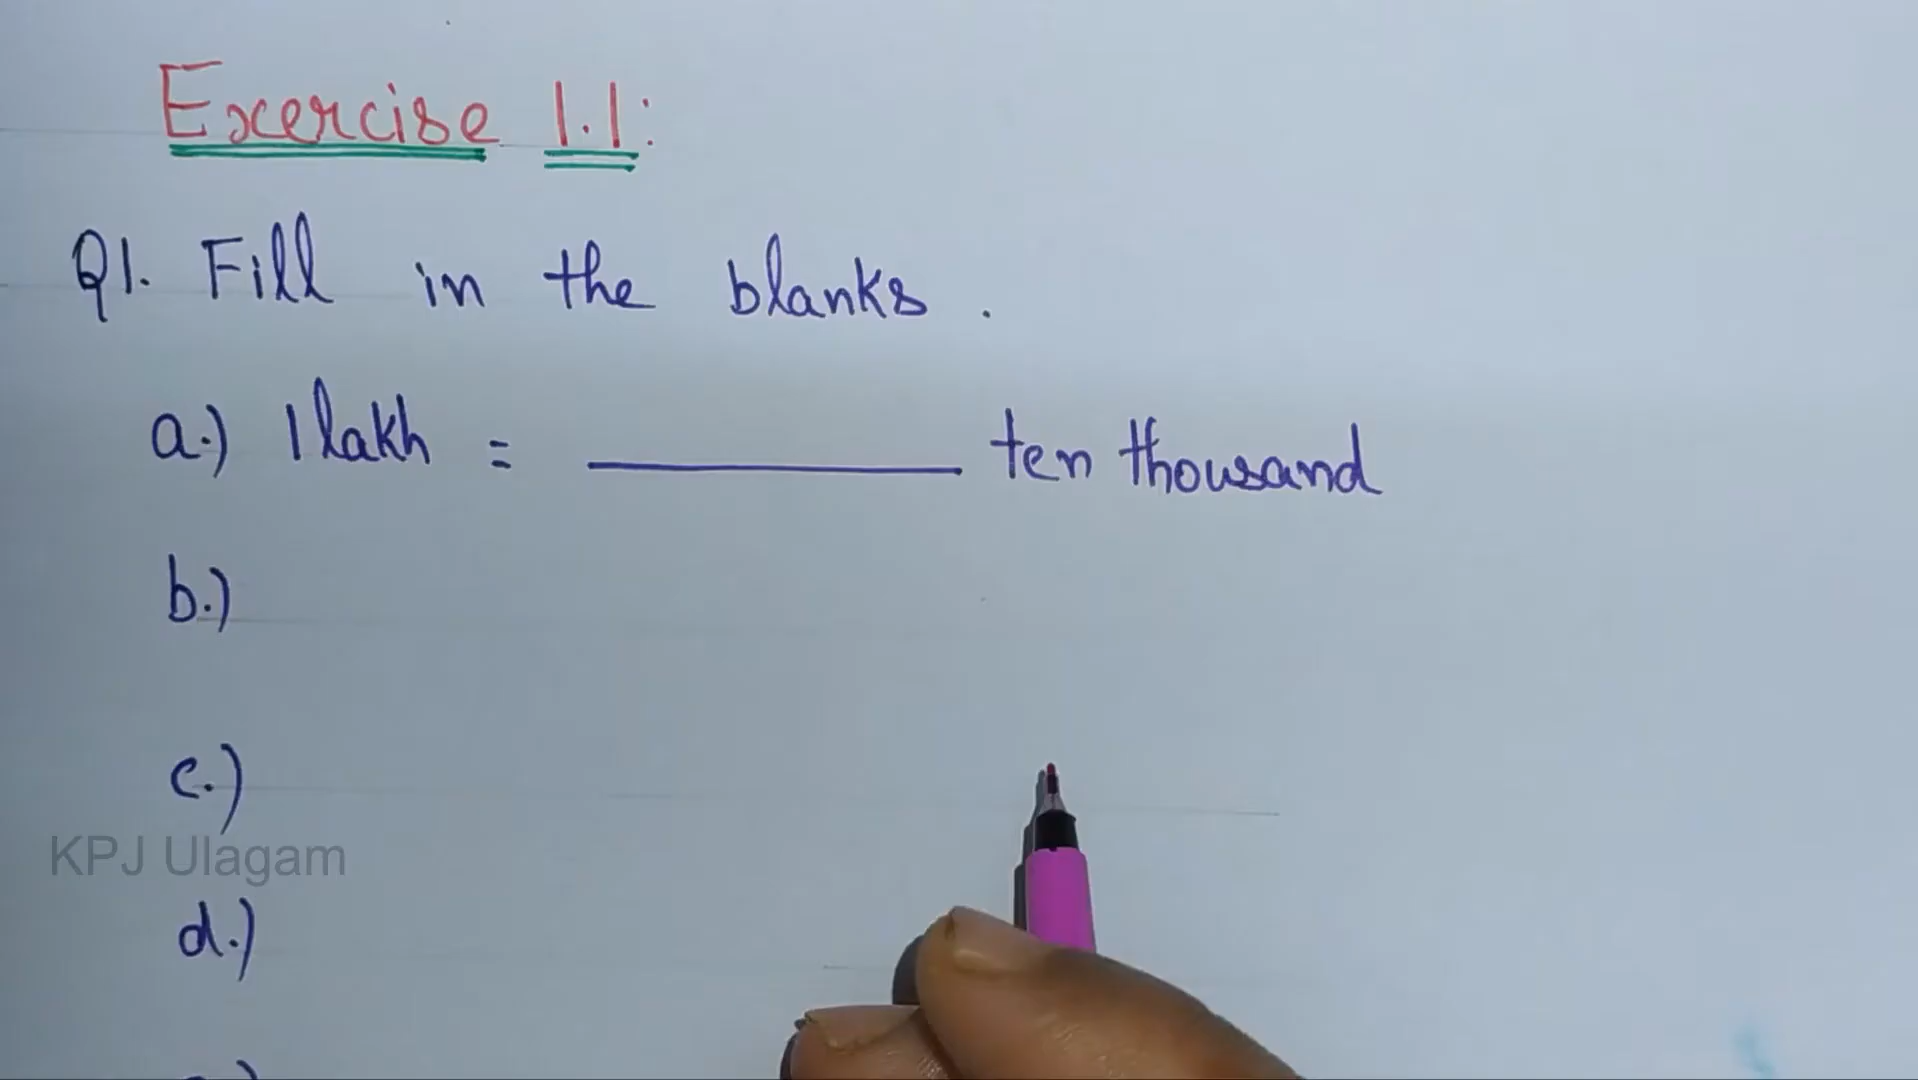 Exercise 1.1:
Q1. Fill in the blanks.
a.) 1 lakh = ________ ten thousand
b.)
c.)
KPJ Ulagam
d.)